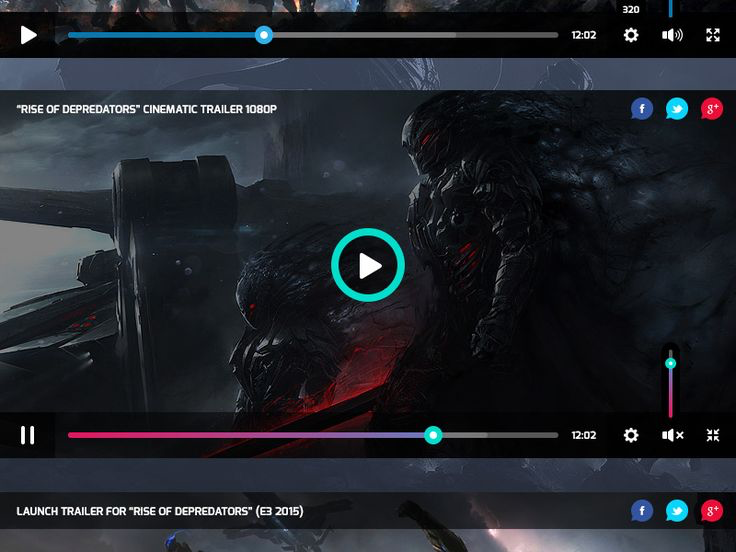 320
12:02
“RISE OF DEPREDATORS” CINEMATIC TRAILER 1080P
f
g+
12:02
LAUNCH TRAILER FOR “RISE OF DEPREDATORS” (E3 2015)
f
g+